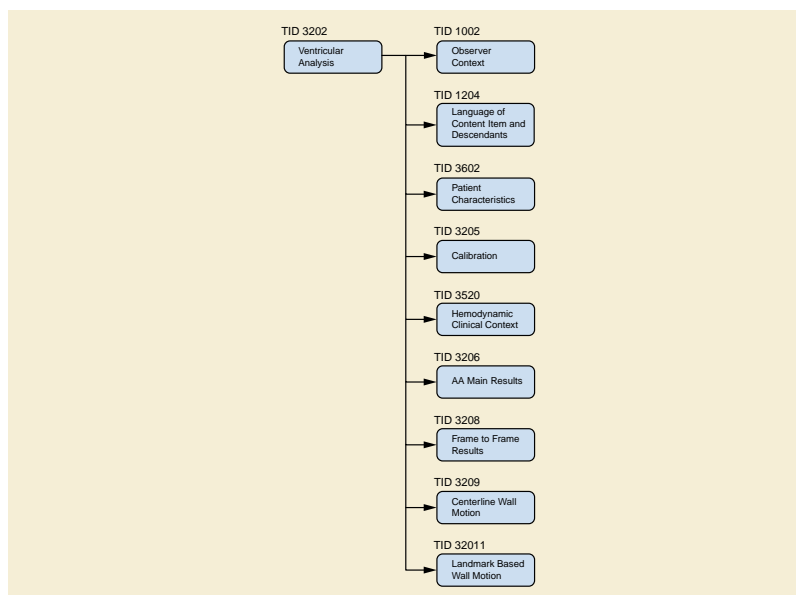 TID 3202
Ventricular
Analysis
TID 1002
Observer
Context
TID 1204
Language of
Content Item and
Descendants
TID 3602
Patient
Characteristics
TID 3205
Calibration
TID 3520
Hemodynamic
Clinical Context
TID 3206
AA Main Results
TID 3208
Frame to Frame
Results
TID 3209
Centerline Wall
Motion
TID 32011
Landmark Based
Wall Motion